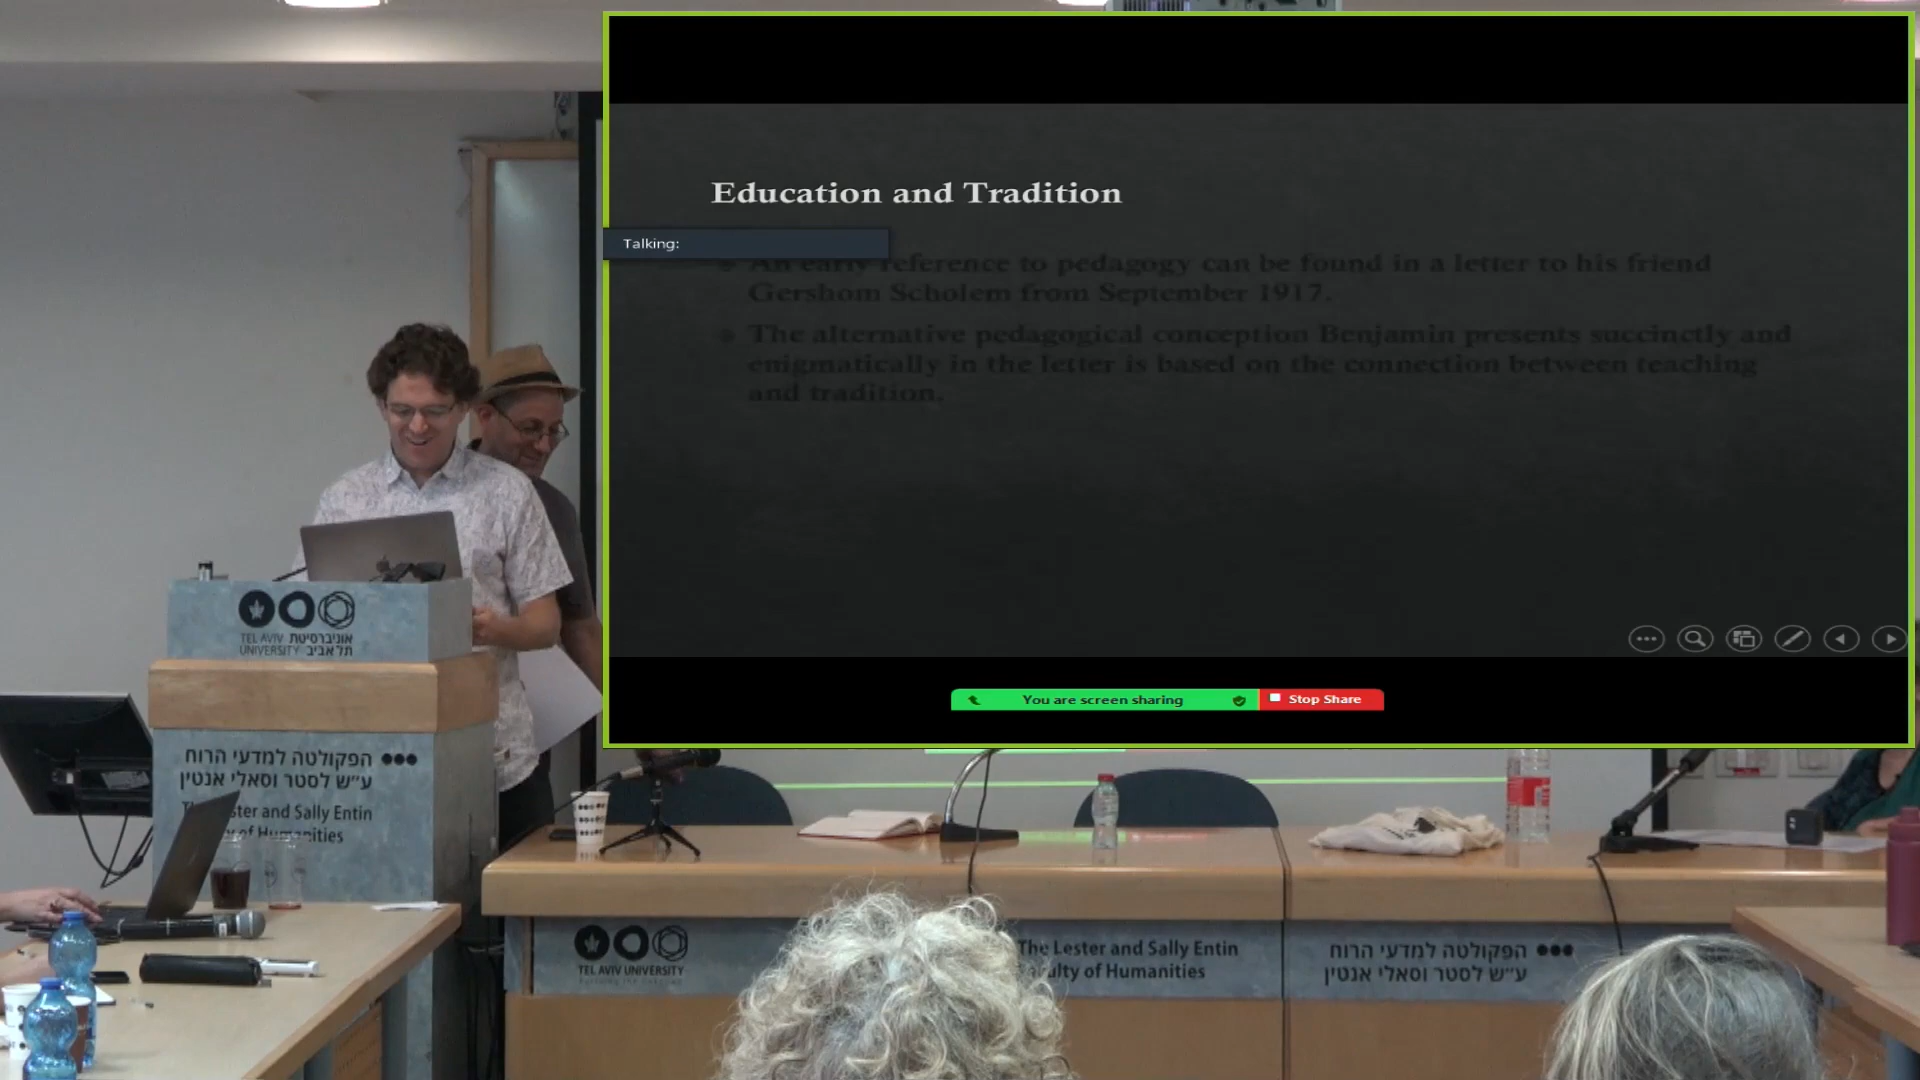 Education and Tradition
Talking:
An early reference to pedagogy can be found in a letter to his friend
Gershom Scholem from September 1917.
The alternative pedagogical conception Benjamin presents succinctly and
enigmatically in the letter is based on the connection between teaching
and tradition.
You are screen sharing
Stop Share
TEL AVIV אוניברסיטת
UNIVERSITY תל אביב
הפקולטה למדעי הרוח
ע״ש לסטר וסאלי אנטין
ster and Sally Entin
y of Humanities
TEL AVIV UNIVERSITY
The Lester and Sally Entin
ulty of Humanities
הפקולטה למדעי הרוח
ע״ש לסטר וסאלי אנטין